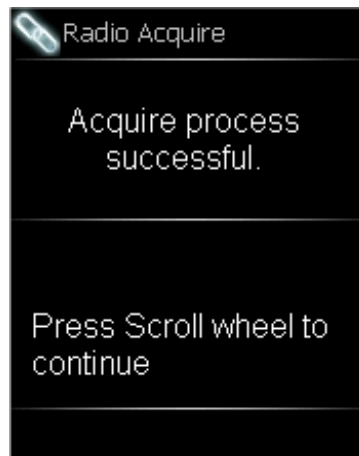 Radio Acquire
Acquire process
successful.
Press Scroll wheel to
continue